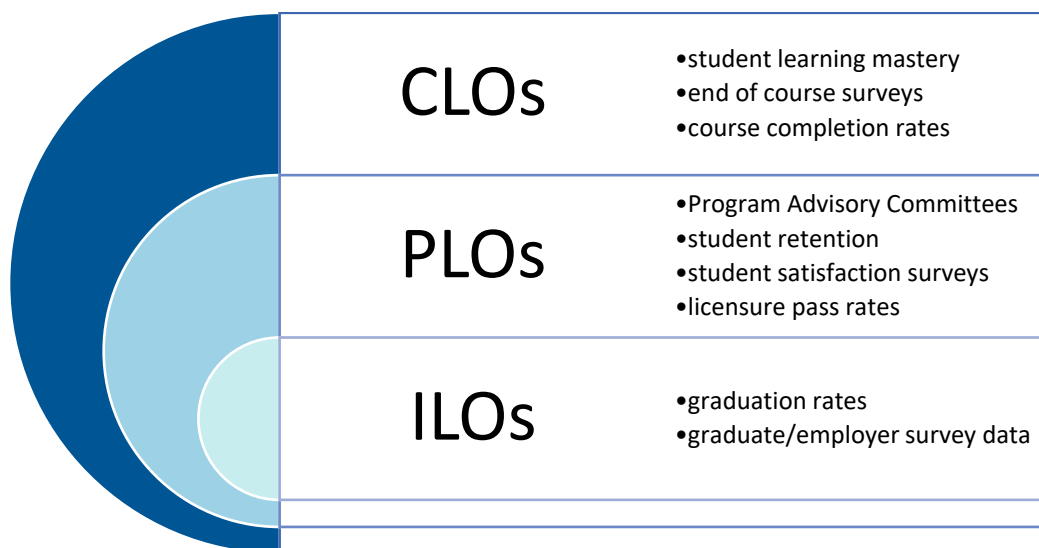 CLOs
•student learning mastery
•end of course surveys
•course completion rates
PLOs
•Program Advisory Committees
•student retention
•student satisfaction surveys
•licensure pass rates
ILOs
•graduation rates
•graduate/employer survey data